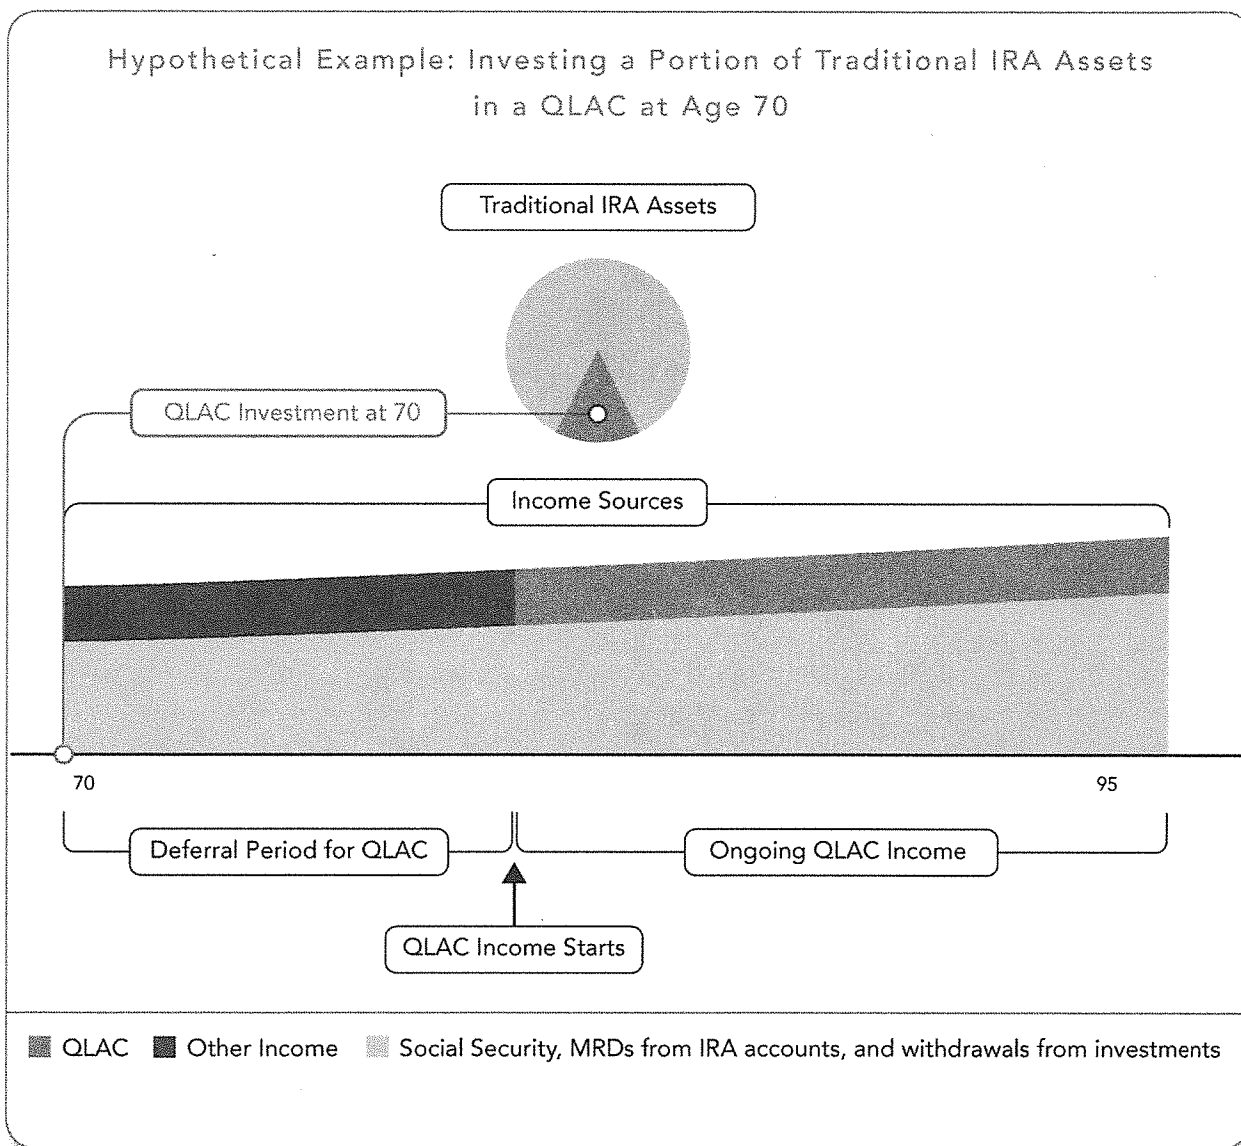 Hypothetical Example: Investing a Portion of Traditional IRA Assets
in a QLAC at Age 70
Traditional IRA Assets
QLAC Investment at 70
Income Sources
70
95
Deferral Period for QLAC
Ongoing QLAC Income
QLAC Income Starts
QLAC
Other Income
Social Security, MRDs from IRA accounts, and withdrawals from investments